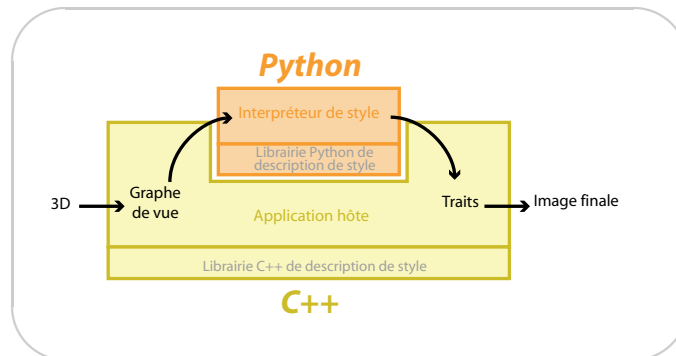 Python
Interpréteur de style
Librairie Python de
description de style
3D
Graphe
de vue
Traits
Image finale
Application hôte
Librairie C++ de description de style
C++